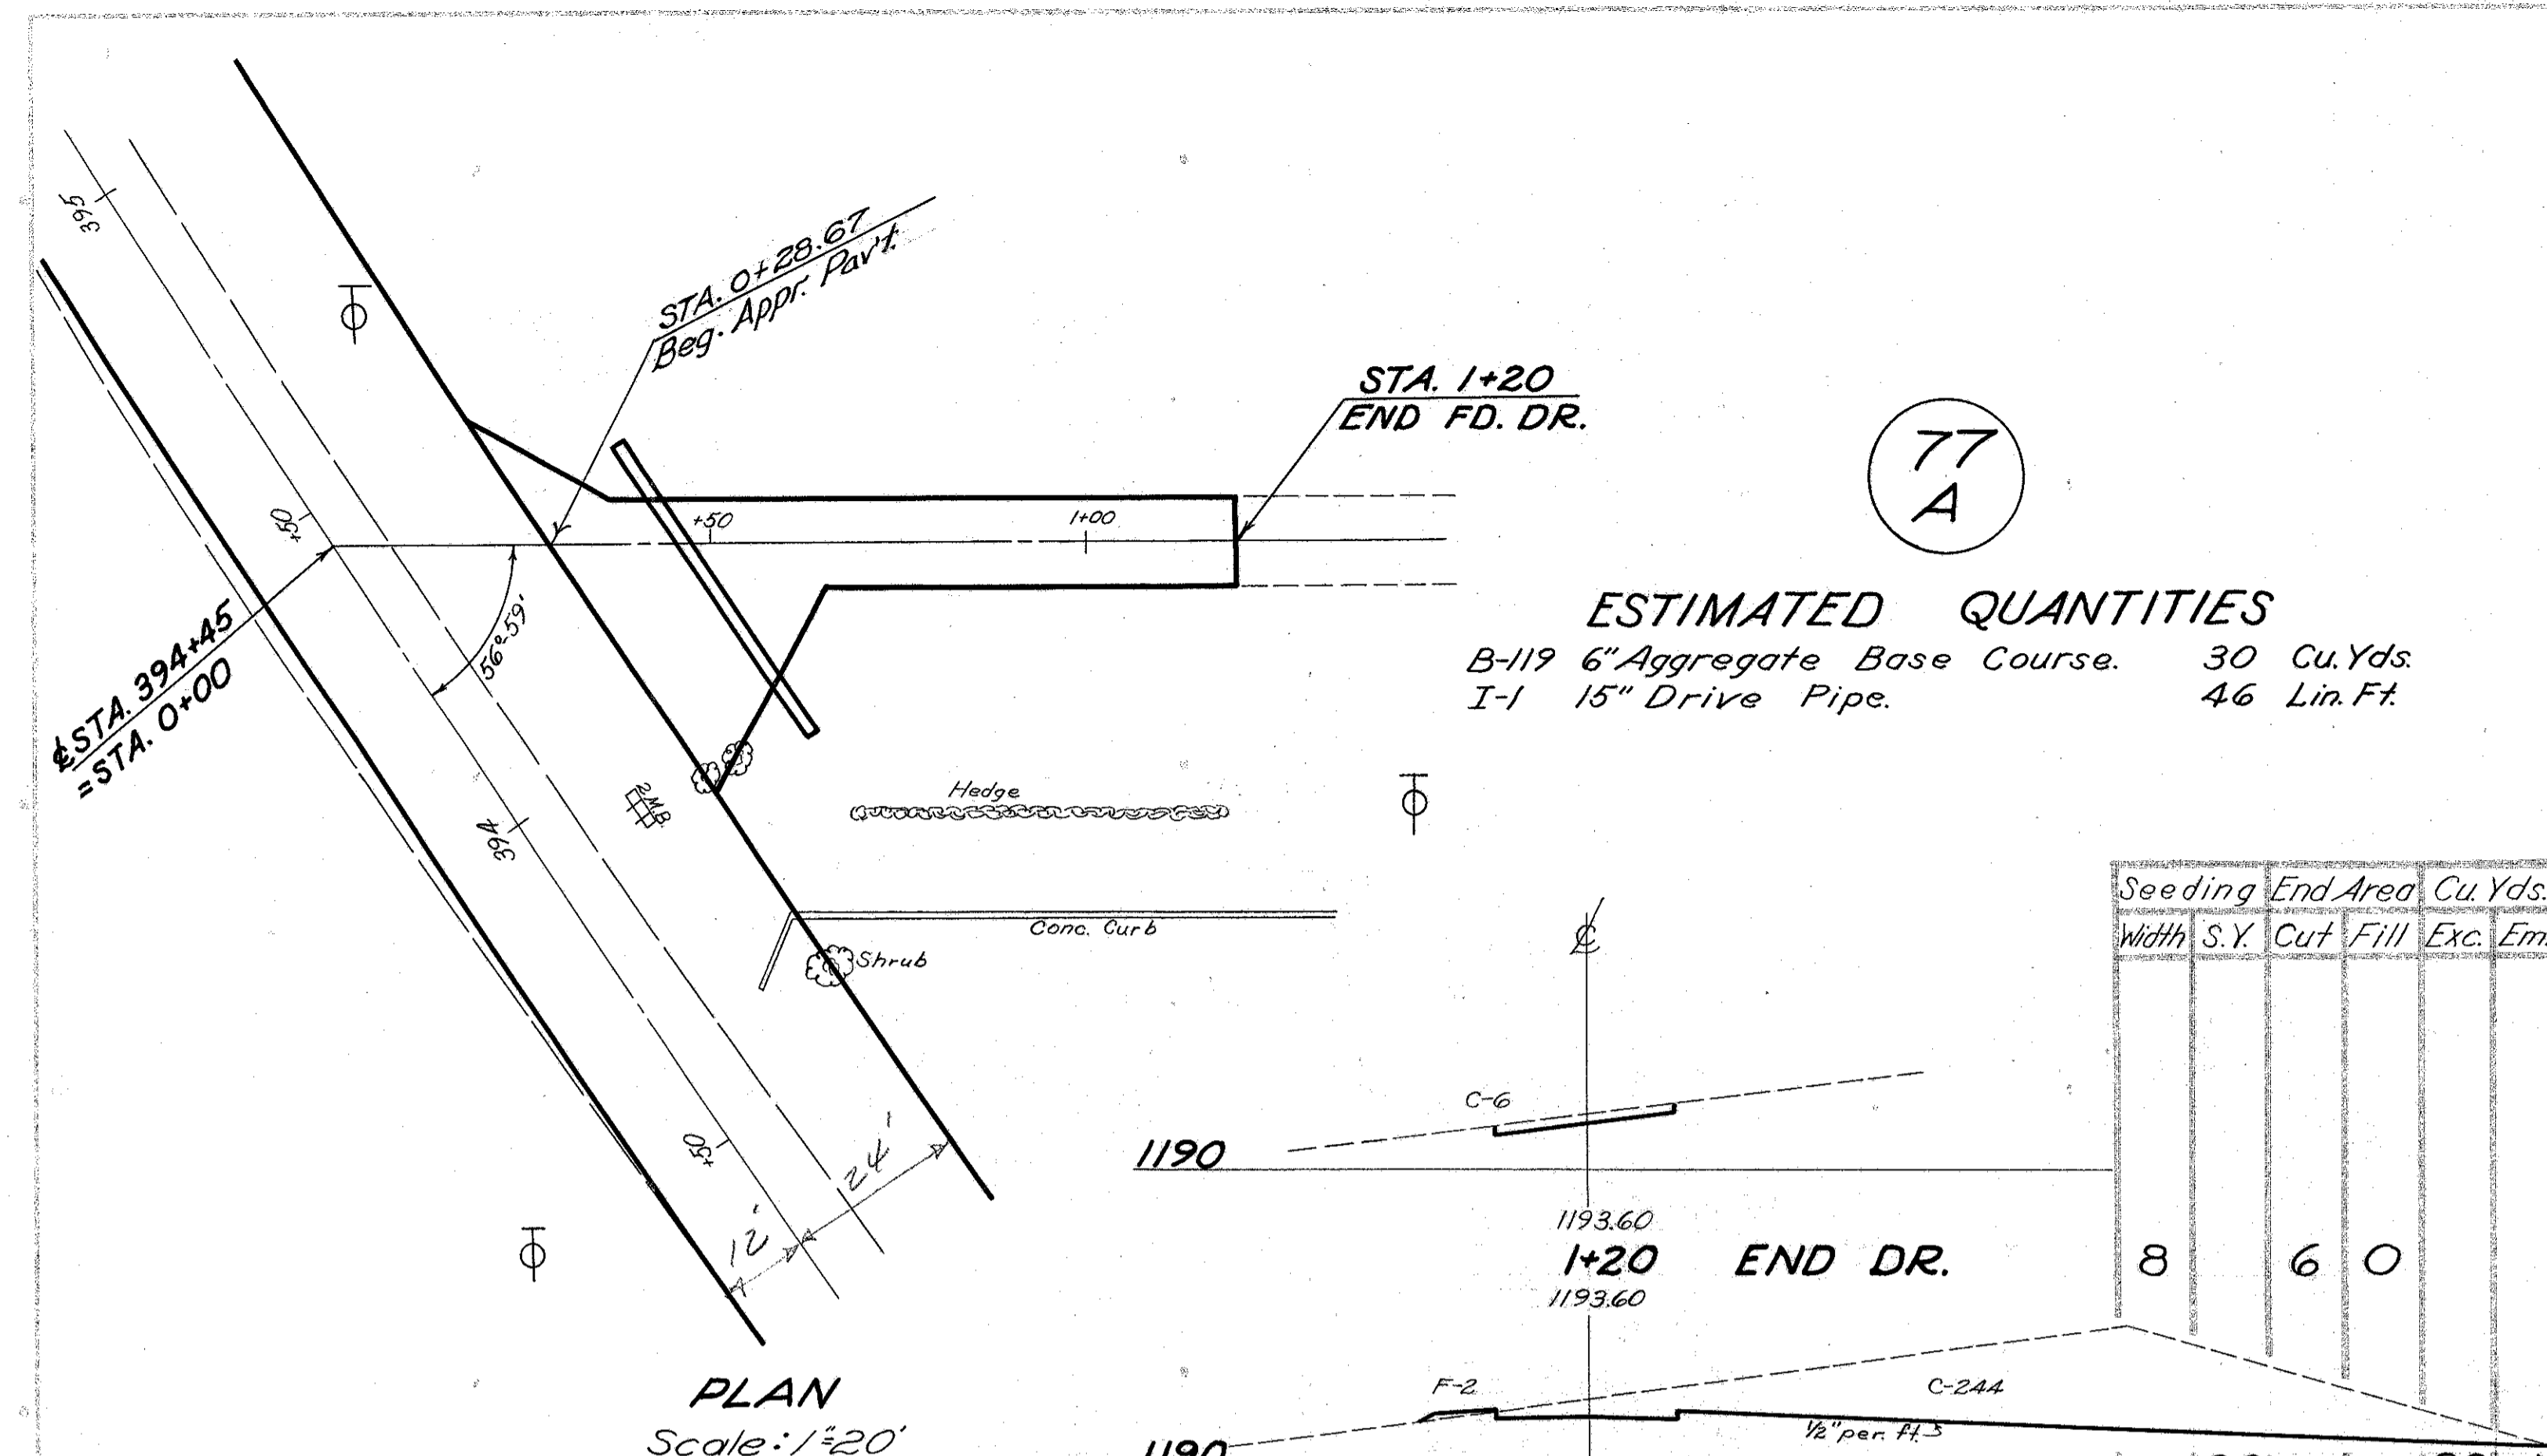 395
STA. 0+28.67
Beg. Appr. Pav't.
STA. 1+20
END FD. DR.
77
A
+50
+50
1+00
56°-59'
℄ STA. 394+45
=STA. 0+00
ESTIMATED QUANTITIES
B-119 6" Aggregate Base Course. 30 Cu. Yds.
I-1 15" Drive Pipe. 46 Lin. Ft.
2 M.B.
Hedge
394
Conc. Curb
Shrub
+50
24'
12'
Seeding End Area Cu. Yds.
Width S.Y. Cut Fill Exc. Em.
℄
C-6
1190
1193.60
1+20 END DR. 8 6 0
1193.60
PLAN
Scale: 1"=20'
F-2
C-244
1/2" per. ft.
1190